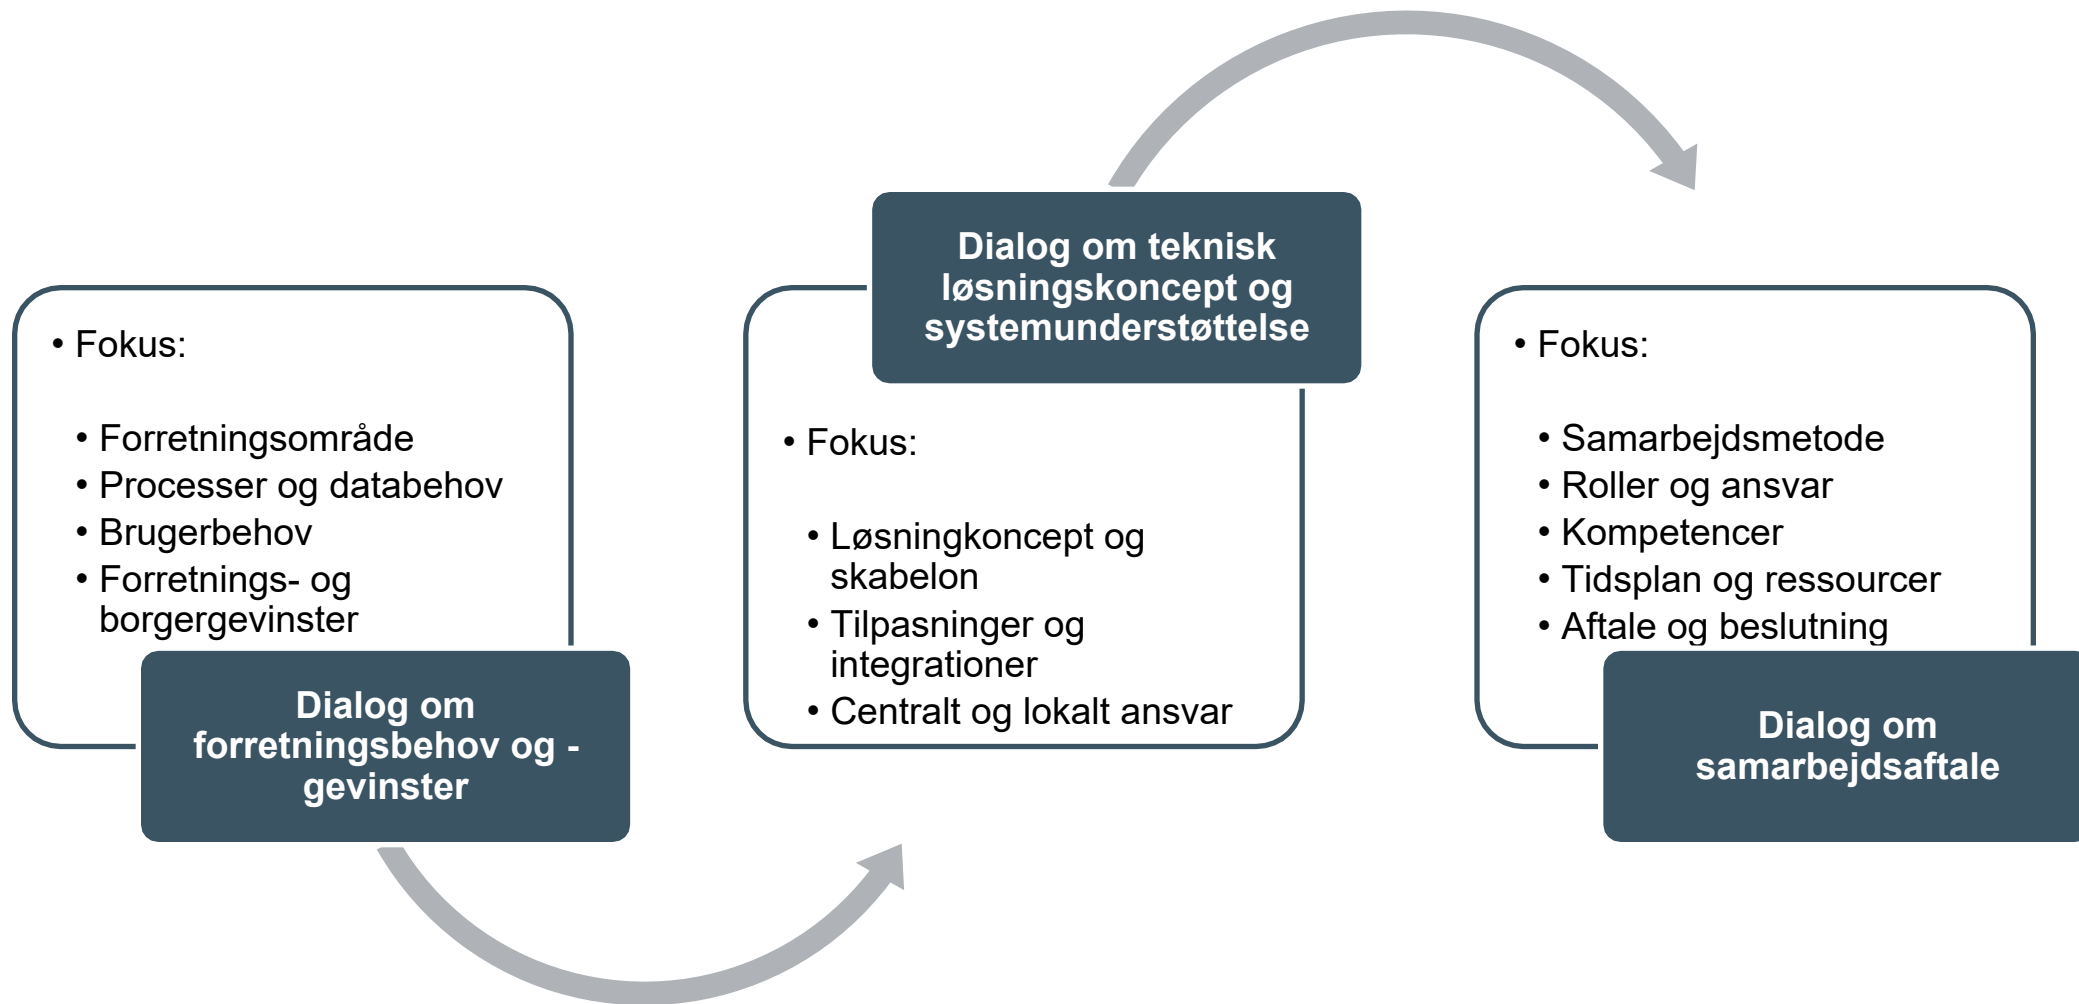 • Fokus:
• Forretningsområde
• Processer og databehov
• Brugerbehov
• Forretnings- og
borgergevinster
Dialog om
forretningsbehov og -
gevinster
Dialog om teknisk
løsningskoncept og
systemunderstøttelse
• Fokus:
• Løsningkoncept og
skabelon
• Tilpasninger og
integrationer
• Centralt og lokalt ansvar
• Fokus:
• Samarbejdsmetode
• Roller og ansvar
• Kompetencer
• Tidsplan og ressourcer
• Aftale og beslutning
Dialog om
samarbejdsaftale